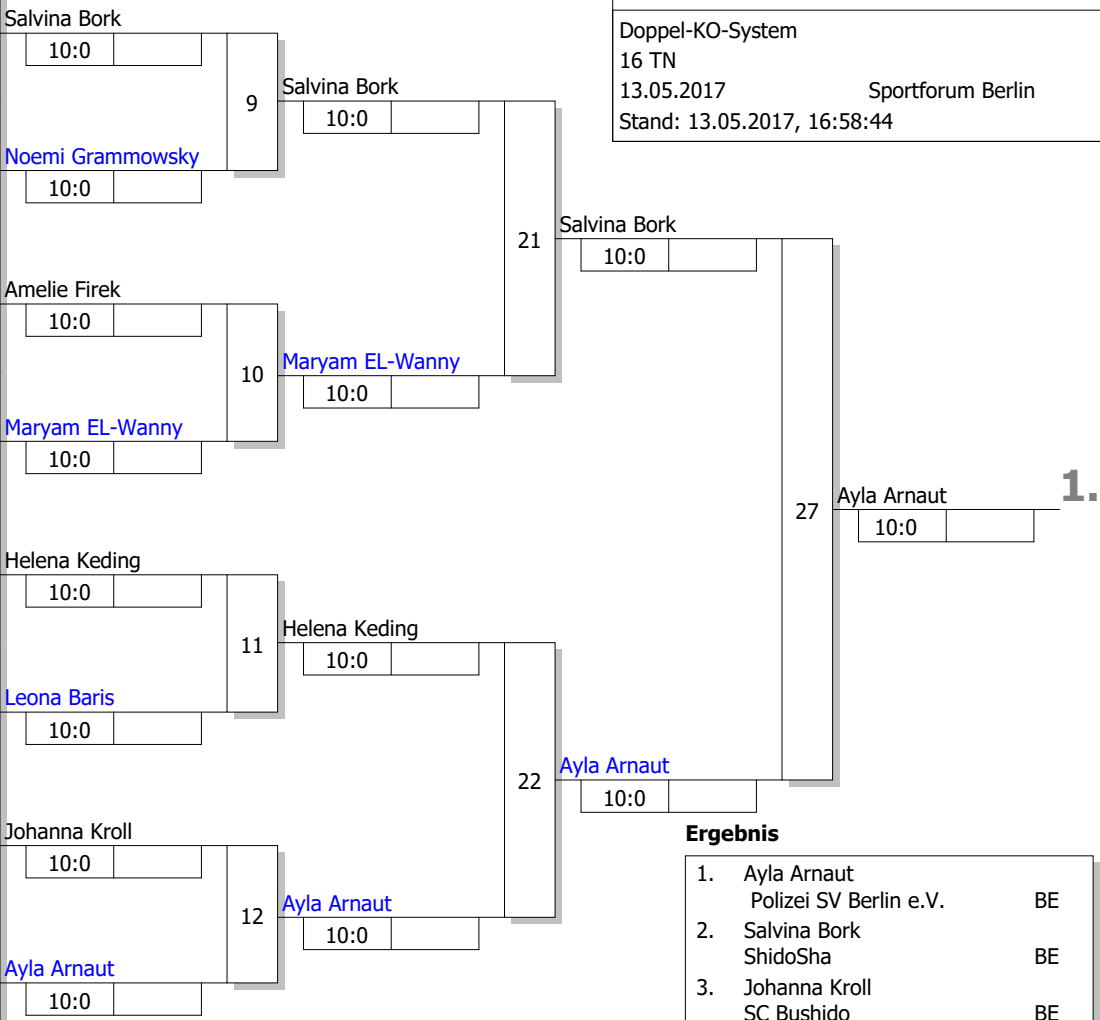 Salvina Bork
10:0
Noemi Grammowsky
10:0
9
Amelie Firek
10:0
Maryam EL-Wanny
10:0
10
Helena Keding
10:0
Leona Baris
10:0
11
Johanna Kroll
10:0
Ayla Arnaut
10:0
12
Salvina Bork
10:0
Maryam EL-Wanny
10:0
21
Helena Keding
10:0
Ayla Arnaut
10:0
22
Salvina Bork
10:0
Ayla Arnaut
10:0
27
Ayla Arnaut
10:0
1.
Doppel-KO-System
16 TN
13.05.2017 Sportforum Berlin
Stand: 13.05.2017, 16:58:44
Ergebnis
1. Ayla Arnaut
Polizei SV Berlin e.V. BE
2. Salvina Bork
ShidoSha BE
3. Johanna Kroll
SC Bushido BE